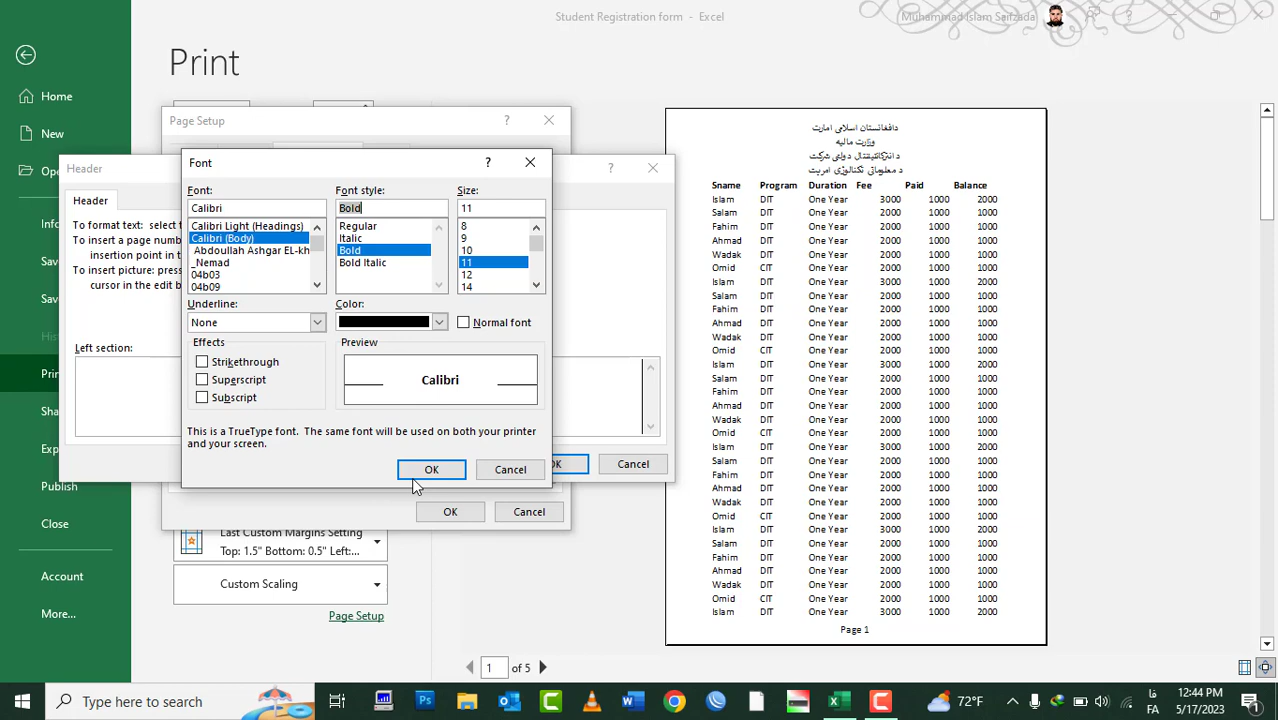 Student Registration form - Excel
Muhammad Islam Saifzada
?
Print
Home
New
Ope
Info
Print
Sha
Exp
Publish
Close
Account
More...
Page Setup
?
Header
?
Header
To format text: select t
To insert a page numb
insertion point in t
To insert picture: press
cursor in the edit b
Left section:
OK
Cancel
OK
Cancel
Font
?
Font:
Font style:
Size:
Calibri
Bold
11
Calibri Light (Headings)
Calibri (Body)
Abdoullah Ashgar EL-kh
_Nemad
04b03
04b09
Regular
Italic
Bold
Bold Italic
8
9
10
11
12
14
Underline:
Color:
None
Normal font
Effects
Preview
Strikethrough
Superscript
Subscript
Calibri
This is a TrueType font. The same font will be used on both your printer
and your screen.
OK
Cancel
Last Custom Margins Setting
Top: 1.5" Bottom: 0.5" Left:...
Custom Scaling
Page Setup
دافغانستان اسلامی امارت
وزارت مالیه
د معلوماتی تکنالوژی امریت
Sname Program Duration Fee Paid Balance
Islam DIT One Year 3000 1000 2000
Salam DIT One Year 2000 1000 1000
Fahim DIT One Year 2000 1000 1000
Ahmad DIT One Year 2000 1000 1000
Wadak DIT One Year 2000 1000 1000
Omid CIT One Year 2000 1000 1000
Islam DIT One Year 3000 1000 2000
Salam DIT One Year 2000 1000 1000
Fahim DIT One Year 2000 1000 1000
Ahmad DIT One Year 2000 1000 1000
Wadak DIT One Year 2000 1000 1000
Omid CIT One Year 2000 1000 1000
Islam DIT One Year 3000 1000 2000
Salam DIT One Year 2000 1000 1000
Fahim DIT One Year 2000 1000 1000
Ahmad DIT One Year 2000 1000 1000
Wadak DIT One Year 2000 1000 1000
Omid CIT One Year 2000 1000 1000
Islam DIT One Year 3000 1000 2000
Salam DIT One Year 2000 1000 1000
Fahim DIT One Year 2000 1000 1000
Ahmad DIT One Year 2000 1000 1000
Wadak DIT One Year 2000 1000 1000
Omid CIT One Year 2000 1000 1000
Islam DIT One Year 3000 1000 2000
Salam DIT One Year 2000 1000 1000
Fahim DIT One Year 2000 1000 1000
Ahmad DIT One Year 2000 1000 1000
Wadak DIT One Year 2000 1000 1000
Omid CIT One Year 2000 1000 1000
Islam DIT One Year 3000 1000 2000
Page 1
1 of 5
Type here to search
72°F
فا
FA
12:44 PM
5/17/2023